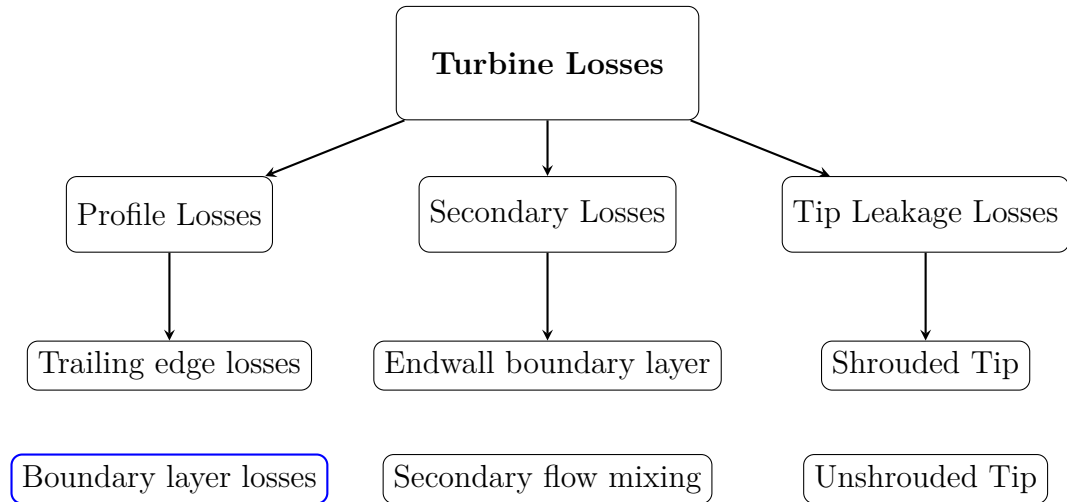 Turbine Losses
Profile Losses
Secondary Losses
Tip Leakage Losses
Trailing edge losses
Endwall boundary layer
Shrouded Tip
Boundary layer losses
Secondary flow mixing
Unshrouded Tip